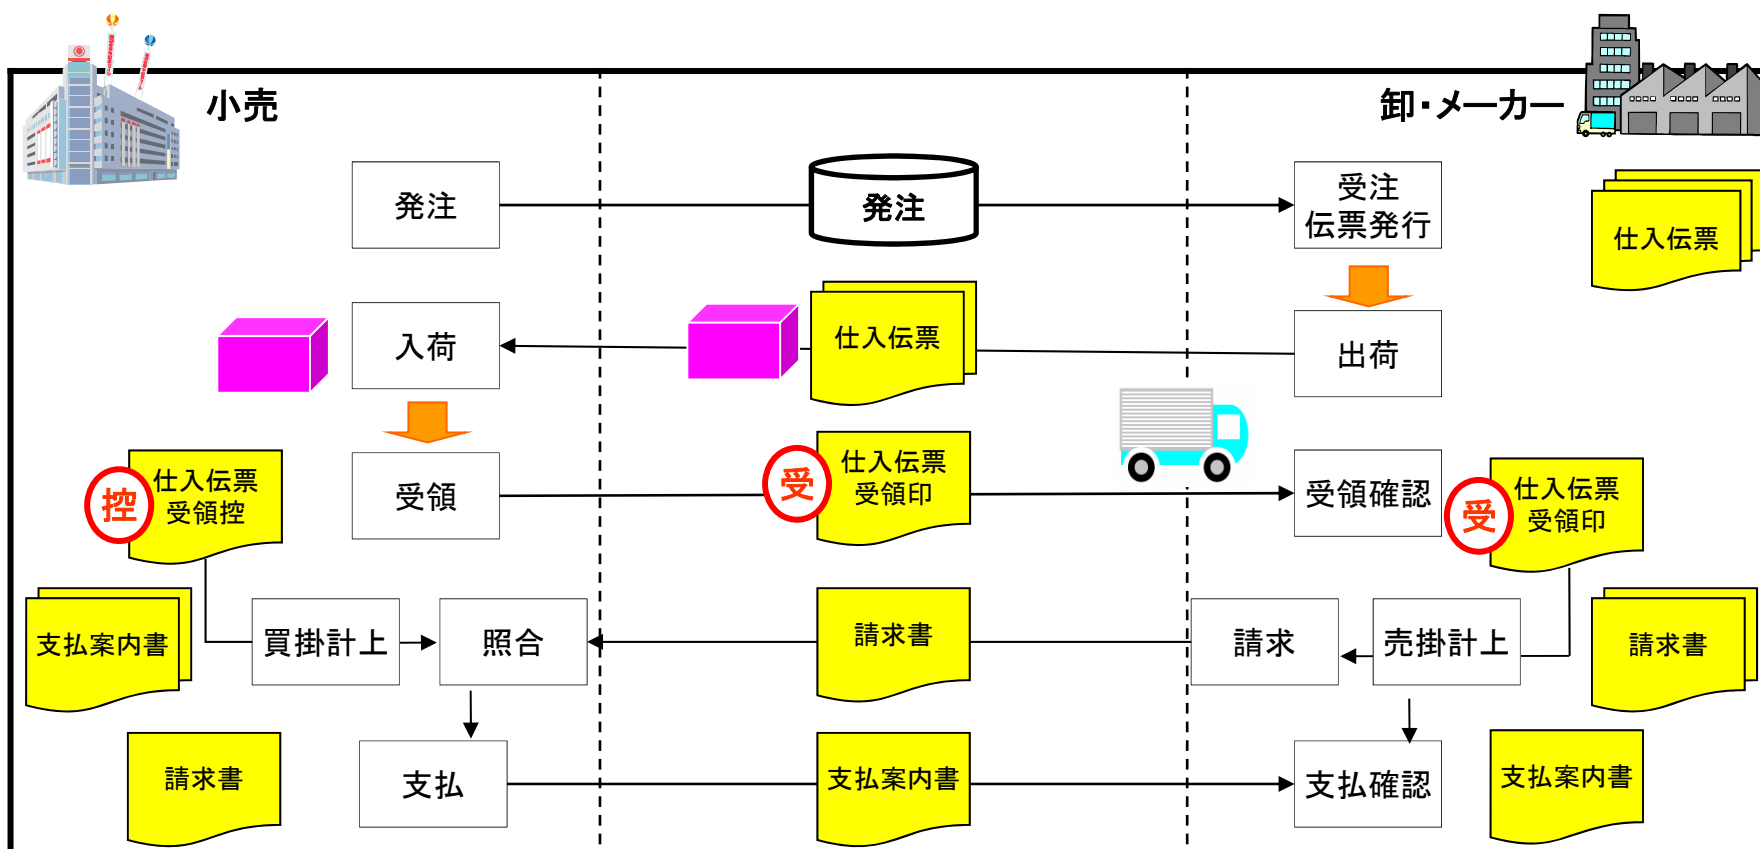 小売
卸・メーカー
発注
発注
受注
伝票発行
仕入伝票
入荷
仕入伝票
出荷
控
仕入伝票
受領控
受領
受
仕入伝票
受領印
受領確認
受
仕入伝票
受領印
支払案内書
買掛計上
照合
請求書
請求
売掛計上
請求書
請求書
支払
支払案内書
支払確認
支払案内書